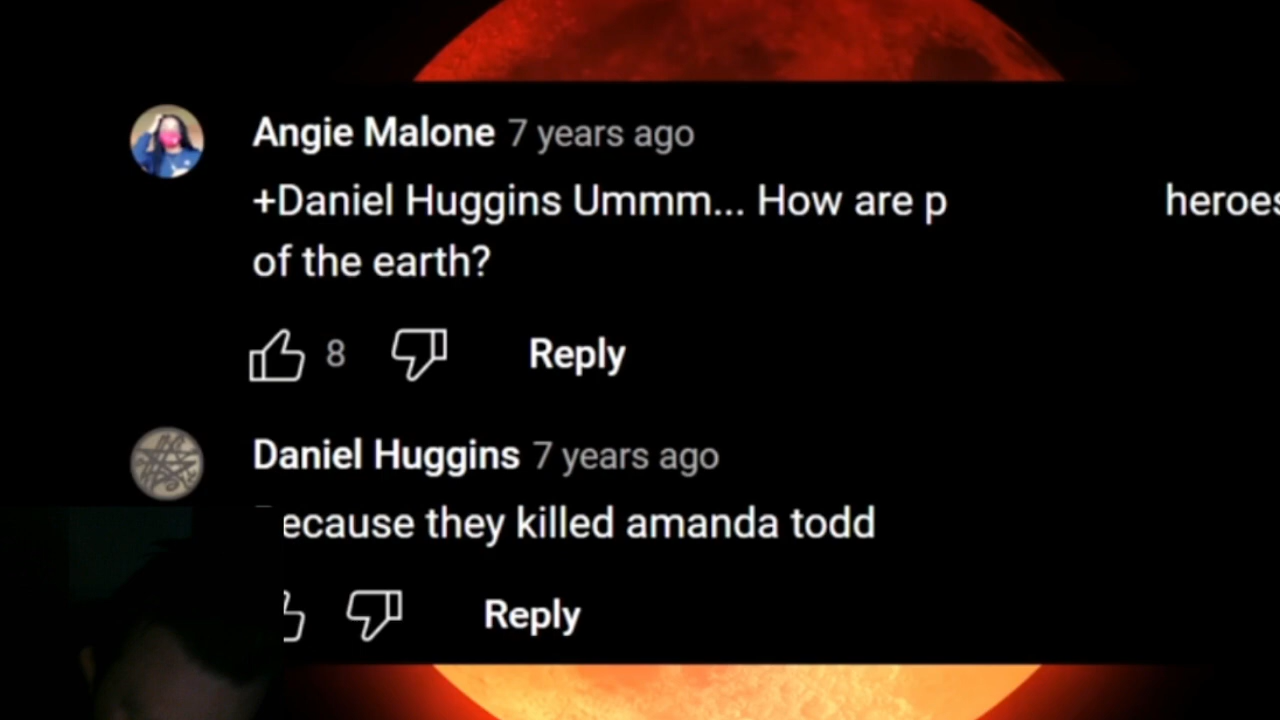 Angie Malone 7 years ago
+Daniel Huggins Ummm... How are p heroes
of the earth?
8 Reply
Daniel Huggins 7 years ago
ecause they killed amanda todd
Reply